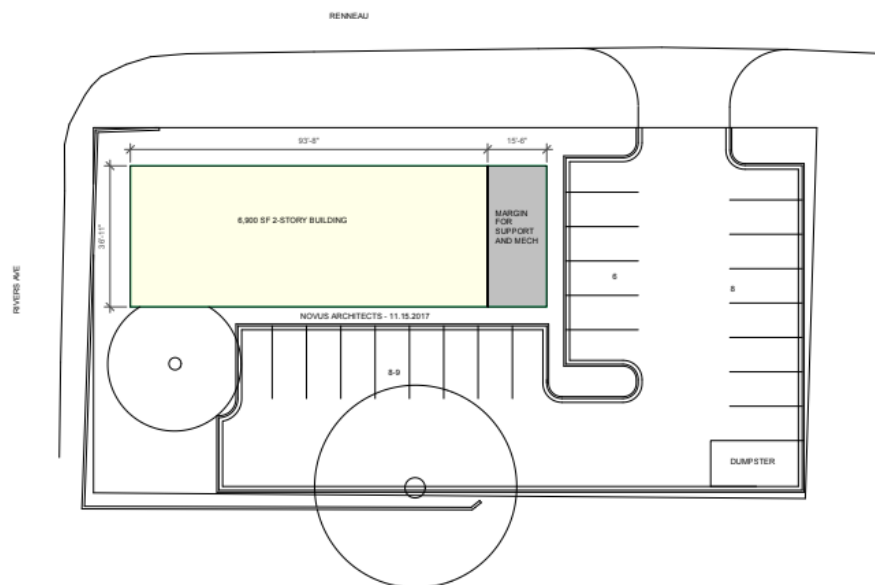 RENNEAU
93'-8"
15'-6"
36'-11"
6,900 SF 2-STORY BUILDING
MARGIN
FOR
SUPPORT
AND MECH
RIVERS AVE
6
8
NOVUS ARCHITECTS - 11.15.2017
8-9
DUMPSTER